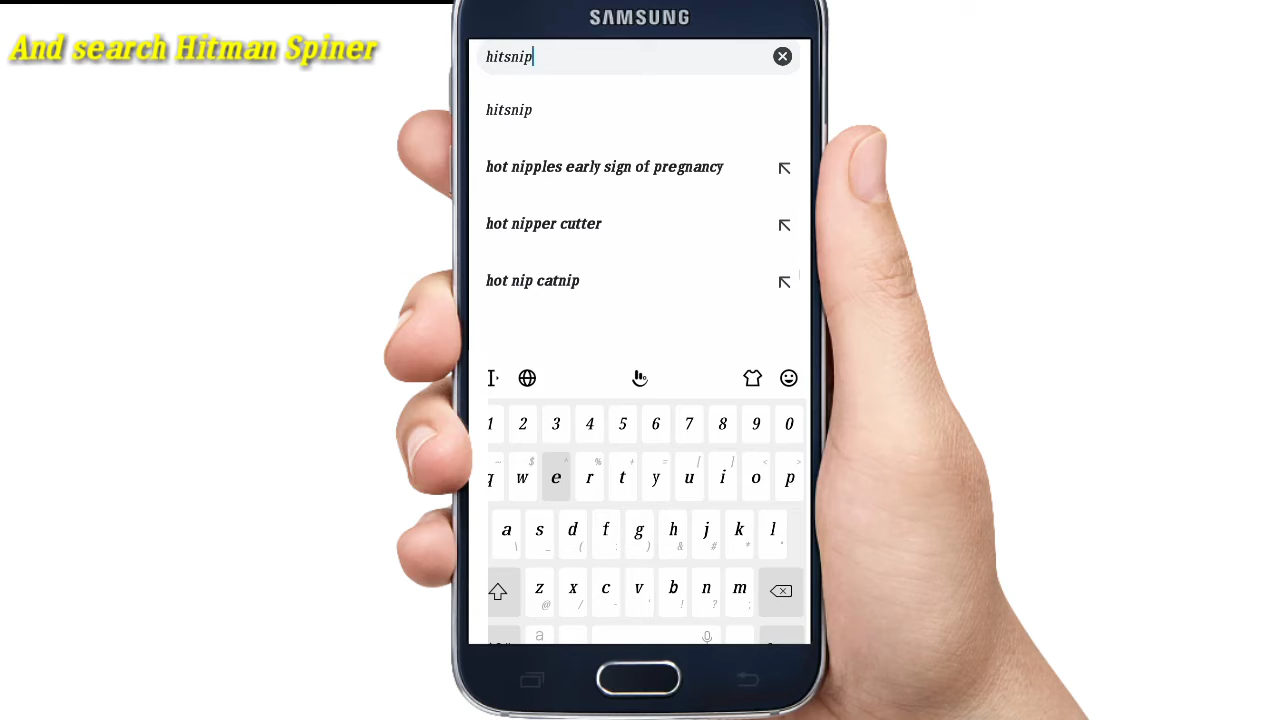 And search Hitman Spiner
SAMSUNG
hitsnip
hitsnip
hot nipples early sign of pregnancy
hot nipper cutter
hot nip catnip
1 2 3 4 5 6 7 8 9 0
q w e r t y u i o p
a s d f g h j k l
z x c v b n m